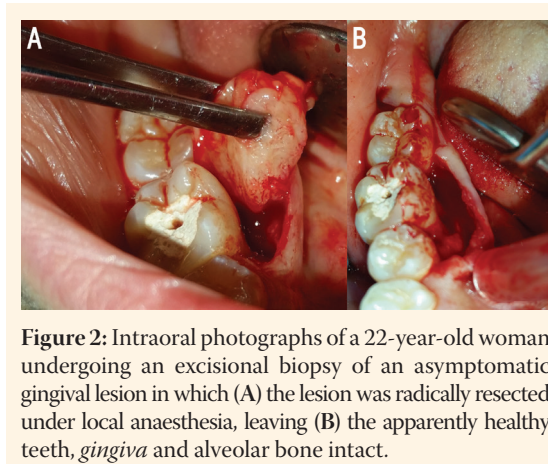 A
B
Figure 2: Intraoral photographs of a 22-year-old woman
undergoing an excisional biopsy of an asymptomatic
gingival lesion in which (A) the lesion was radically resected
under local anaesthesia, leaving (B) the apparently healthy
teeth, gingiva and alveolar bone intact.